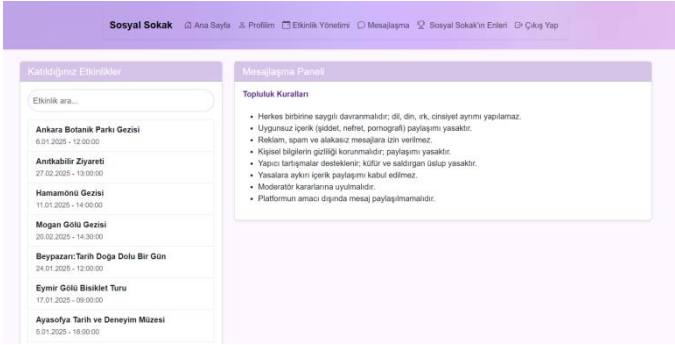 Sosyal Sokak Ana Sayfa Profilim Etkinlik Yönetimi Mesajlaşma Sosyal Sokak'ın Enleri Çıkış Yap
Katıldığınız Etkinlikler
Etkinlik ara...
Ankara Botanik Parkı Gezisi
6.01.2025 - 12:00:00
Anıtkabilir Ziyareti
27.02.2025 - 13:00:00
Hamamönü Gezisi
11.01.2025 - 14:00:00
Mogan Gölü Gezisi
20.02.2025 - 14:30:00
Beypazarı:Tarih Doğa Dolu Bir Gün
24.01.2025 - 12:00:00
Eymir Gölü Bisiklet Turu
17.01.2025 - 09:00:00
Ayasofya Tarih ve Deneyim Müzesi
5.01.2025 - 16:00:00
Mesajlaşma Paneli
Topluluk Kuralları
• Herkes birbirine saygılı davranmalıdır; dil, din, ırk, cinsiyet ayrımı yapılamaz.
• Uygunsuz içerik (şiddet, nefret, pornografi) paylaşımı yasaktır.
• Reklam, spam ve alakasız mesajlara izin verilmez.
• Kişisel bilgilerin gizliliği korunmalıdır; paylaşımı yasaktır.
• Yapıcı tartışmalar desteklenir; küfür ve saldırgan üslup yasaktır.
• Yasalara aykırı içerik paylaşımı kabul edilmez.
• Moderatör kararlarına uyulmalıdır.
• Platformun amacı dışında mesaj paylaşılmamalıdır.